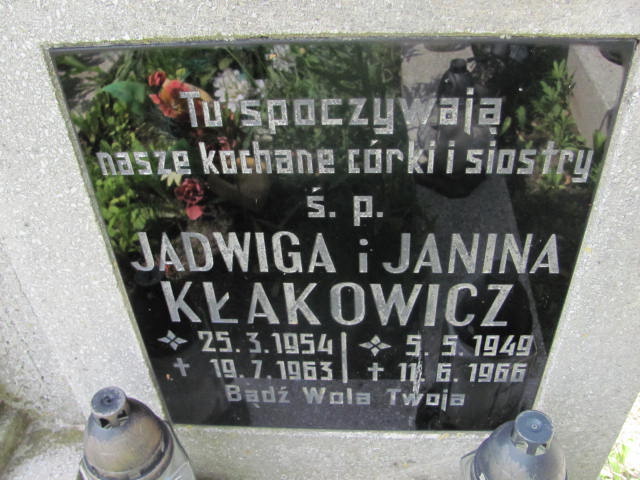 Tu spoczywają
nasze kochane córki i siostry
ś. p.
JADWIGA i JANINA
KŁAKOWICZ
25. 3. 1954 | 5. 5. 1949
† 19. 7. 1963 | † 11. 6. 1966
Bądź Wola Twoja